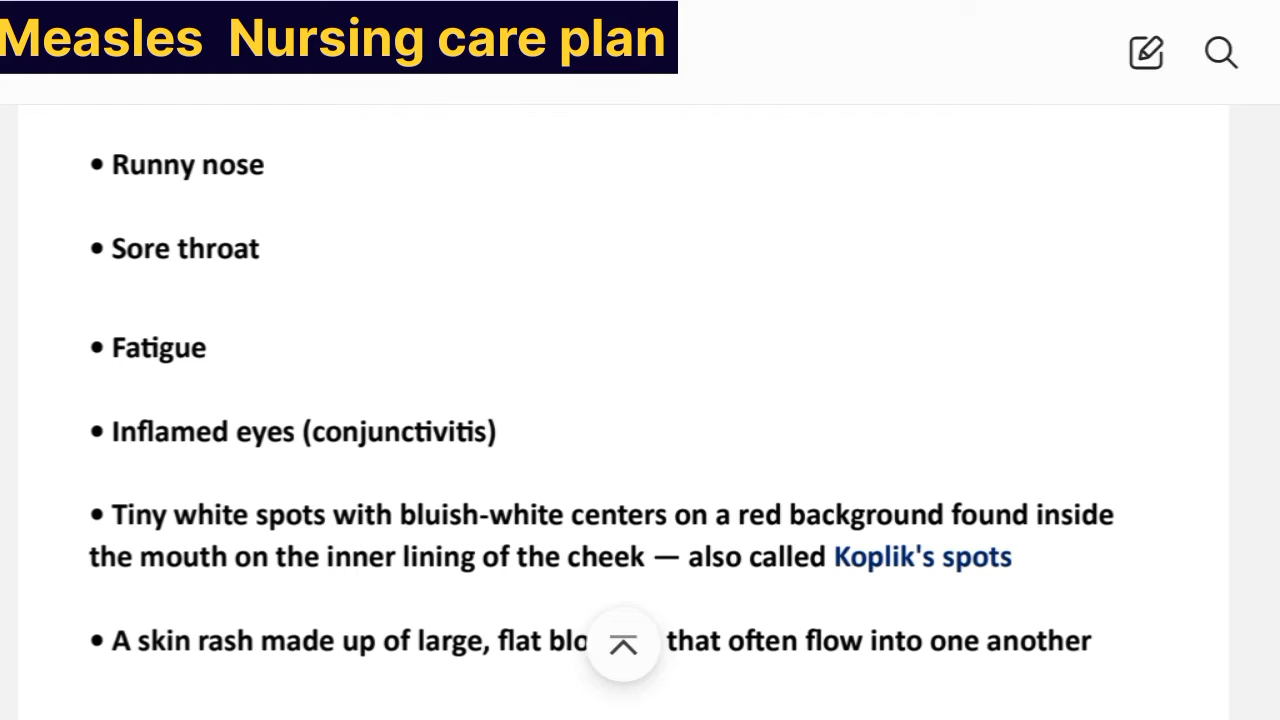 Measles Nursing care plan
• Runny nose
• Sore throat
• Fatigue
• Inflamed eyes (conjunctivitis)
• Tiny white spots with bluish-white centers on a red background found inside
the mouth on the inner lining of the cheek — also called Koplik's spots
• A skin rash made up of large, flat that often flow into one another